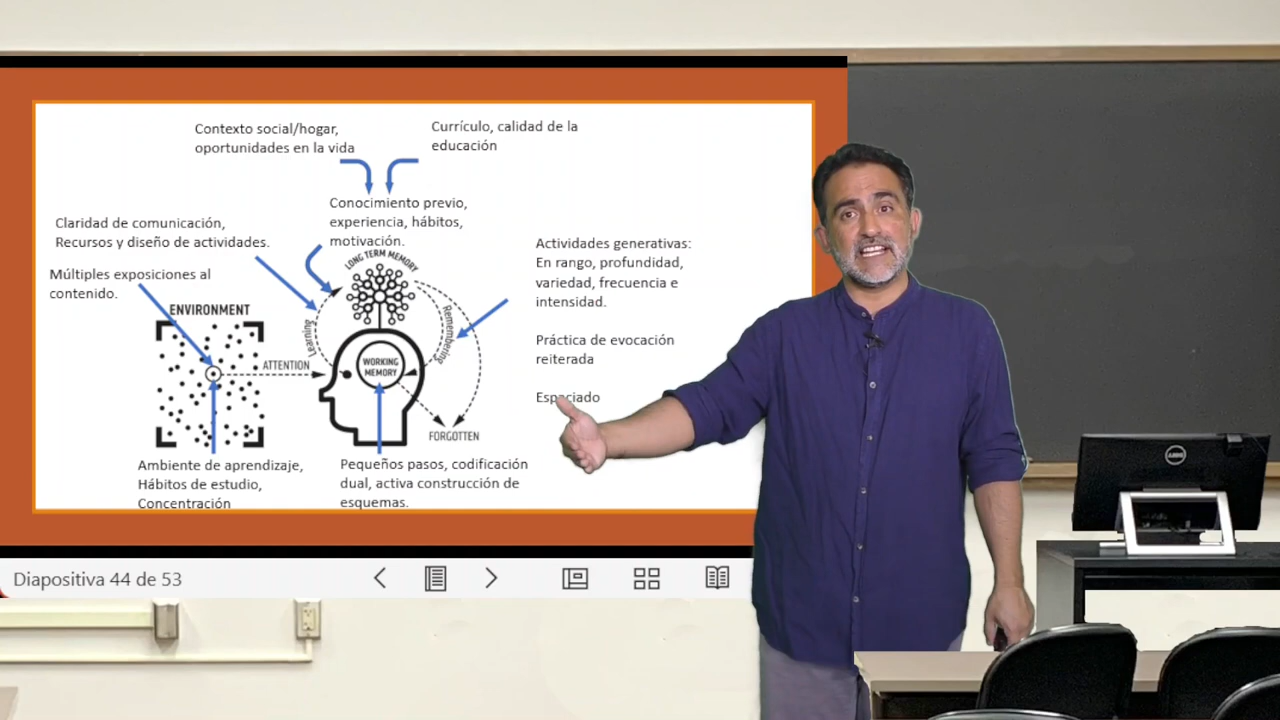 Contexto social/hogar,
oportunidades en la vida
Currículo, calidad de la
educación
Conocimiento previo,
experiencia, hábitos,
motivación.
Claridad de comunicación,
Recursos y diseño de actividades.
Múltiples exposiciones al
contenido.
Actividades generativas:
En rango, profundidad,
variedad, frecuencia e
intensidad.
Práctica de evocación
reiterada
Espaciado
ENVIRONMENT
ATTENTION
Learning
LONG TERM MEMORY
Remembering
WORKING
MEMORY
FORGOTTEN
Ambiente de aprendizaje,
Hábitos de estudio,
Concentración
Pequeños pasos, codificación
dual, activa construcción de
esquemas.
Diapositiva 44 de 53
DELL